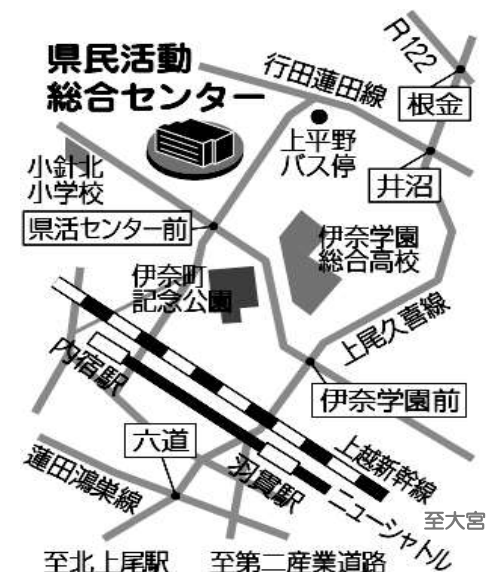 県民活動
総合センター
行田蓮田線
R122
根金
上平野
バス停
井沼
小針北
小学校
県活センター前
伊奈学園
総合高校
伊奈町
記念公園
上尾久喜線
内宿駅
伊奈学園前
六道
羽貫駅
上越新幹線
蓮田鴻巣線
ニューシャトル
至大宮
至北上尾駅
至第二産業道路